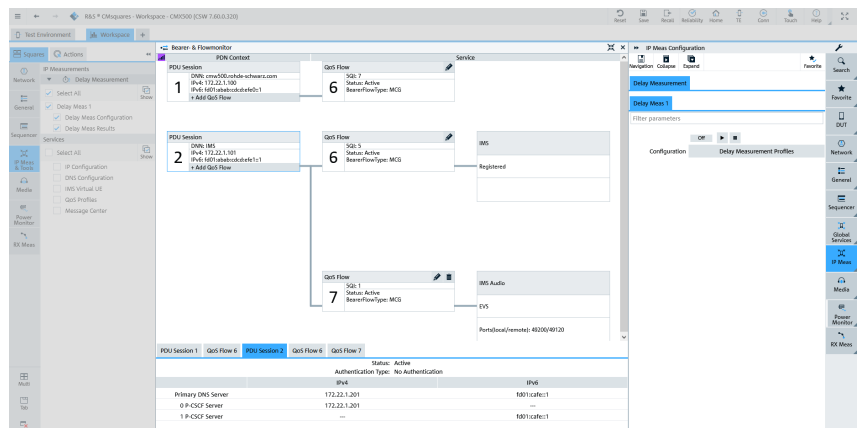 R&S ® CMsquares - Workspace - CMX500 (CSW 7.60.0.320)
Reset Save Recall Reliability Home TE Conn Touch Help
Test Environment Workspace +
Squares Actions
Network
General
Sequencer
IP Meas & Tools
Media
Power Monitor
RX Meas
Multi
Tab
IP Measurements
Delay Measurement
Select All
Show
Delay Meas 1
Delay Meas Configuration
Delay Meas Results
Services
Select All
Show
IP Configuration
DNS Configuration
IMS Virtual UE
QoS Profiles
Message Center
Bearer- & Flowmonitor
PDN Context Service
PDU Session
1
DNN: cmw500.rohde-schwarz.com
IPv4: 172.22.1.100
IPv6: fd01:abab:cdcd:efe0::1
+ Add QoS Flow
QoS Flow
6
5QI: 7
Status: Active
BearerFlowType: MCG
PDU Session
2
DNN: IMS
IPv4: 172.22.1.101
IPv6: fd01:abab:cdcd:efe1::1
+ Add QoS Flow
QoS Flow
6
5QI: 5
Status: Active
BearerFlowType: MCG
IMS
Registered
QoS Flow
7
5QI: 1
Status: Active
BearerFlowType: MCG
IMS Audio
EVS
Ports(local/remote): 49200/49120
PDU Session 1 QoS Flow 6 PDU Session 2 QoS Flow 6 QoS Flow 7
Status: Active
Authentication Type: No Authentication
IPv4 IPv6
Primary DNS Server 172.22.1.201 fd01:cafe::1
0 P-CSCF Server 172.22.1.201 ---
1 P-CSCF Server --- fd01:cafe::1
IP Meas Configuration
Navigation Collapse Expand Favorite
Delay Measurement
Delay Meas 1
Filter parameters
Off
Configuration Delay Measurement Profiles
Search
Favorite
DUT
Network
General
Sequencer
Global Services
IP Meas
Media
Power Monitor
RX Meas